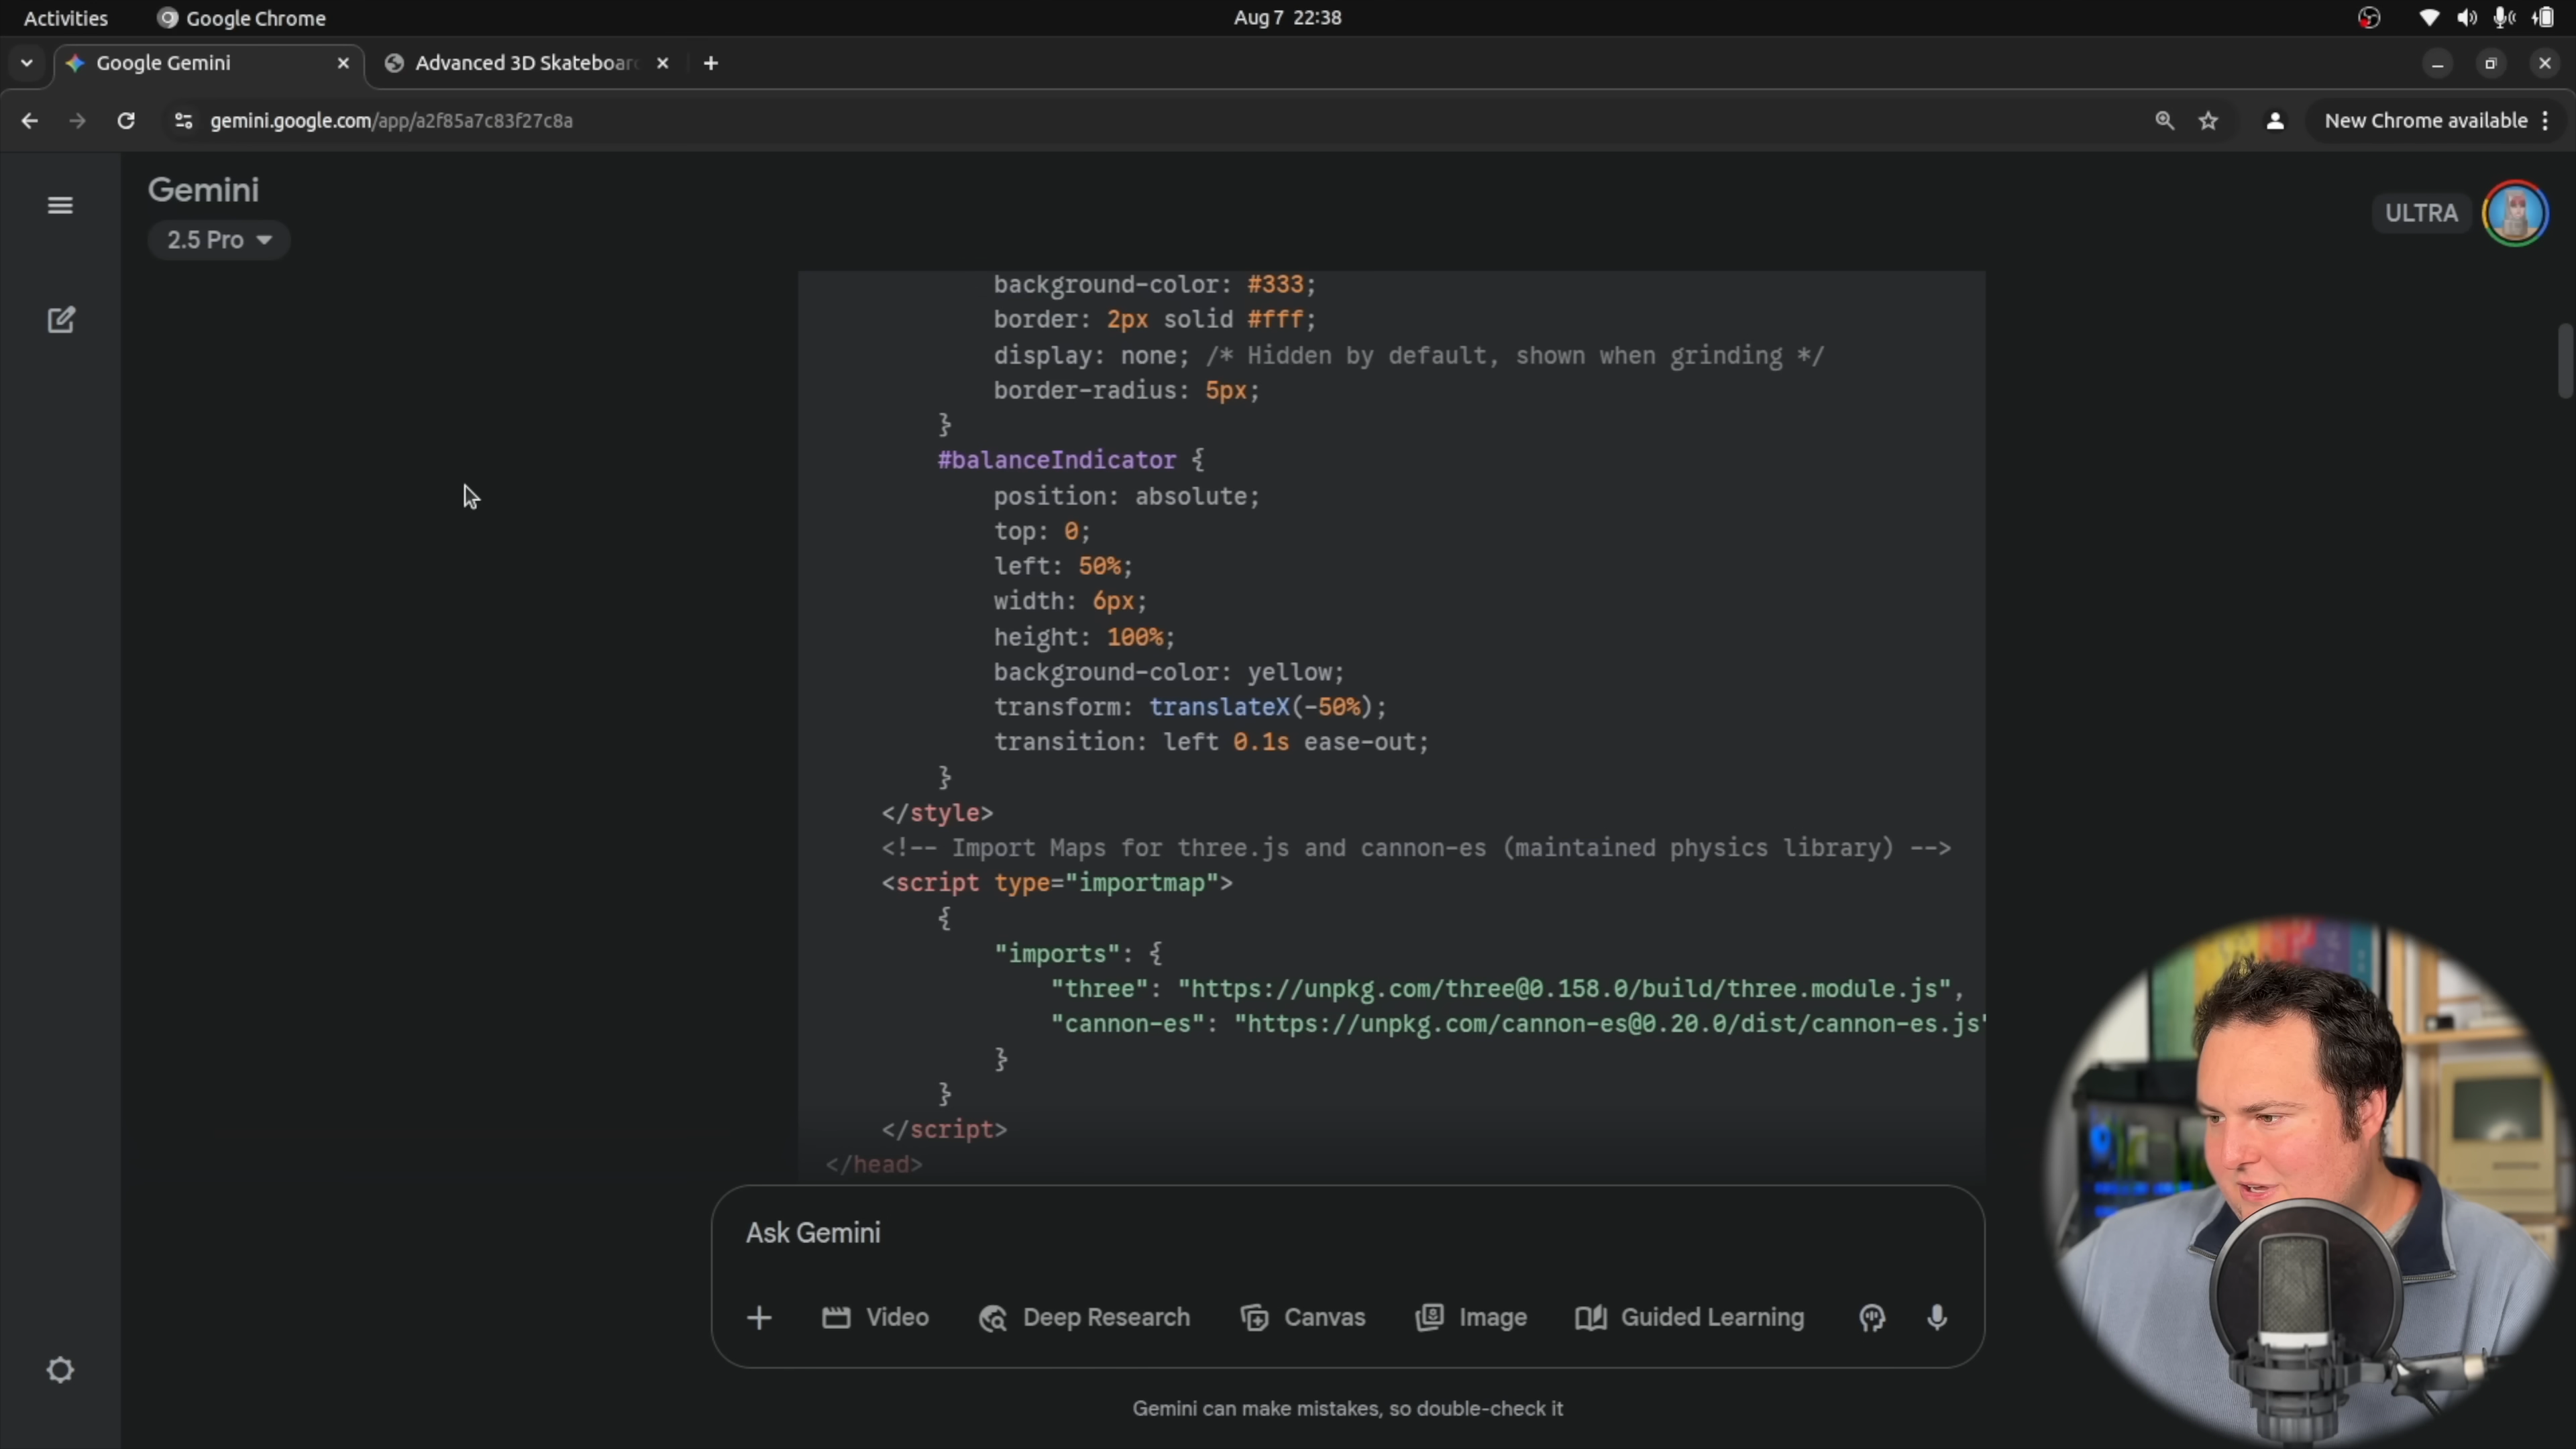 Activities
Google Chrome
Aug 7 22:38
Google Gemini
Advanced 3D Skateboar
gemini.google.com/app/a2f85a7c83f27c8a
New Chrome available
Gemini
2.5 Pro
ULTRA
background-color: #333;
border: 2px solid #fff;
display: none; /* Hidden by default, shown when grinding */
border-radius: 5px;
}
#balanceIndicator {
position: absolute;
top: 0;
left: 50%;
width: 6px;
height: 100%;
background-color: yellow;
transform: translateX(-50%);
transition: left 0.1s ease-out;
}
</style>
<!-- Import Maps for three.js and cannon-es (maintained physics library) -->
<script type="importmap">
{
"imports": {
"three": "https://unpkg.com/three@0.158.0/build/three.module.js",
"cannon-es": "https://unpkg.com/cannon-es@0.20.0/dist/cannon-es.js"
}
}
</script>
</head>
Ask Gemini
Video
Deep Research
Canvas
Image
Guided Learning
Gemini can make mistakes, so double-check it